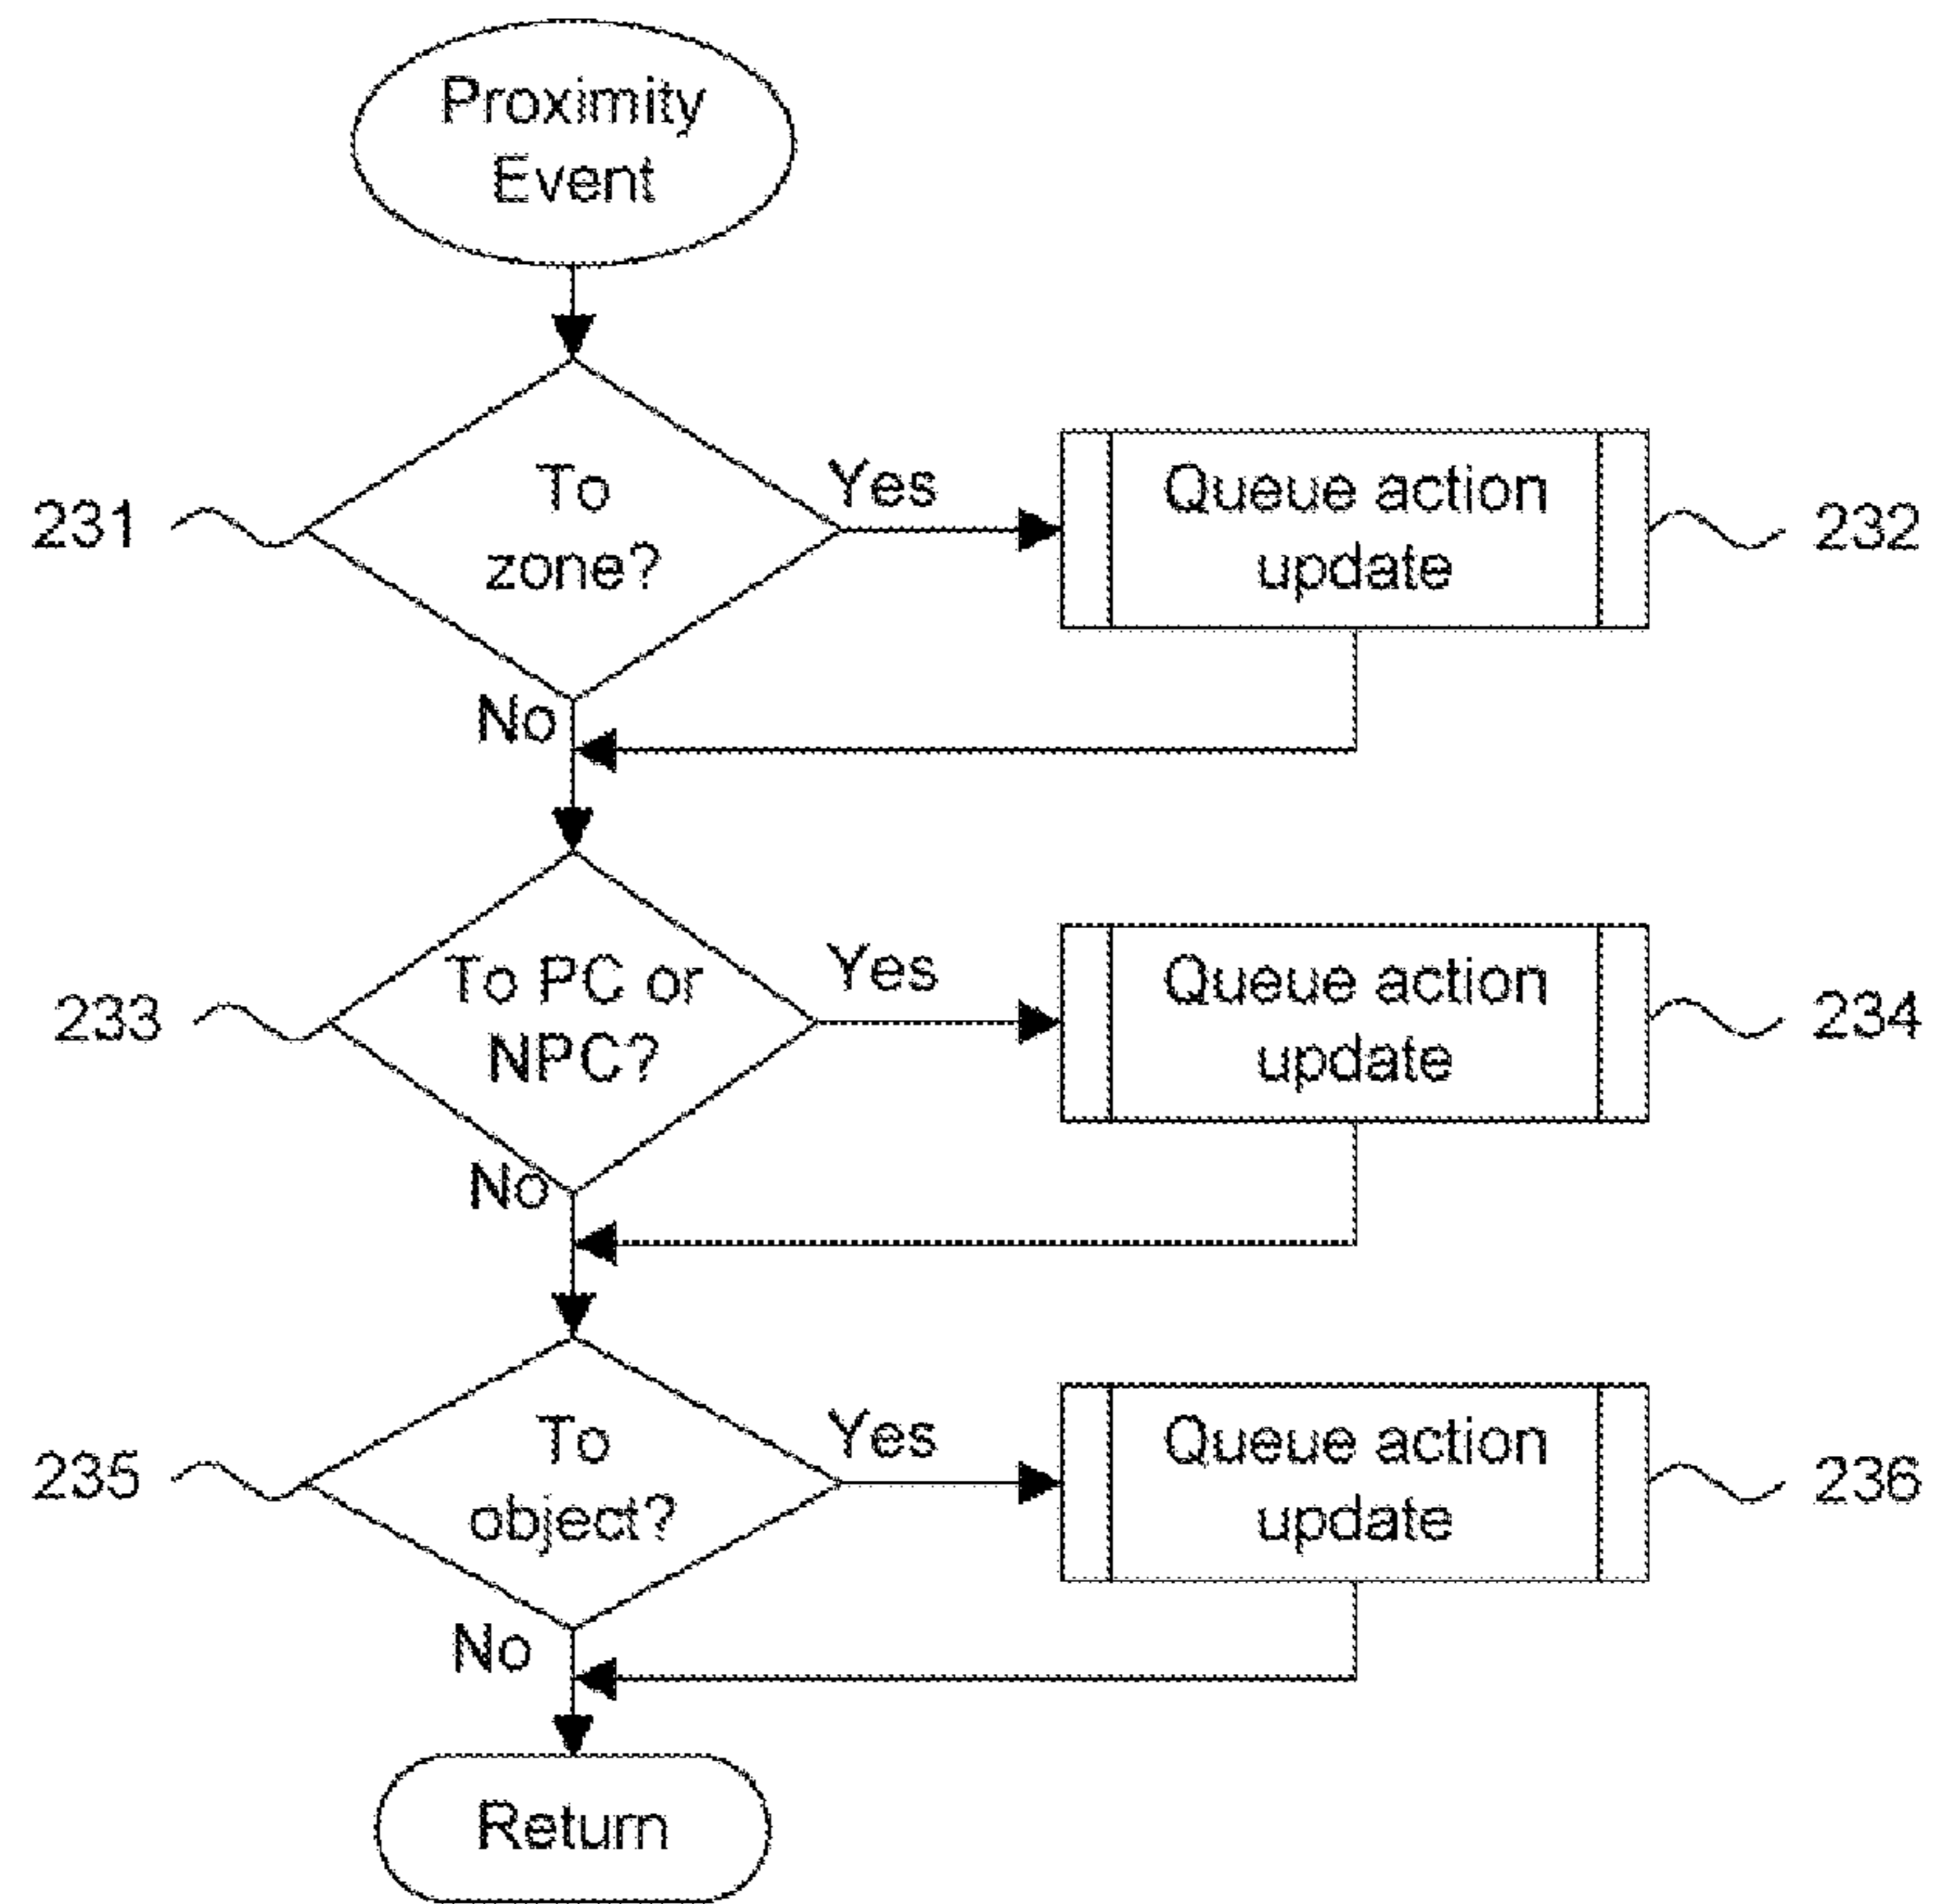 Proximity
Event
To
zone?
Yes
Queue action
update
231
232
No
To PC or
NPC?
Yes
Queue action
update
233
234
No
To
object?
Yes
Queue action
update
235
236
No
Return